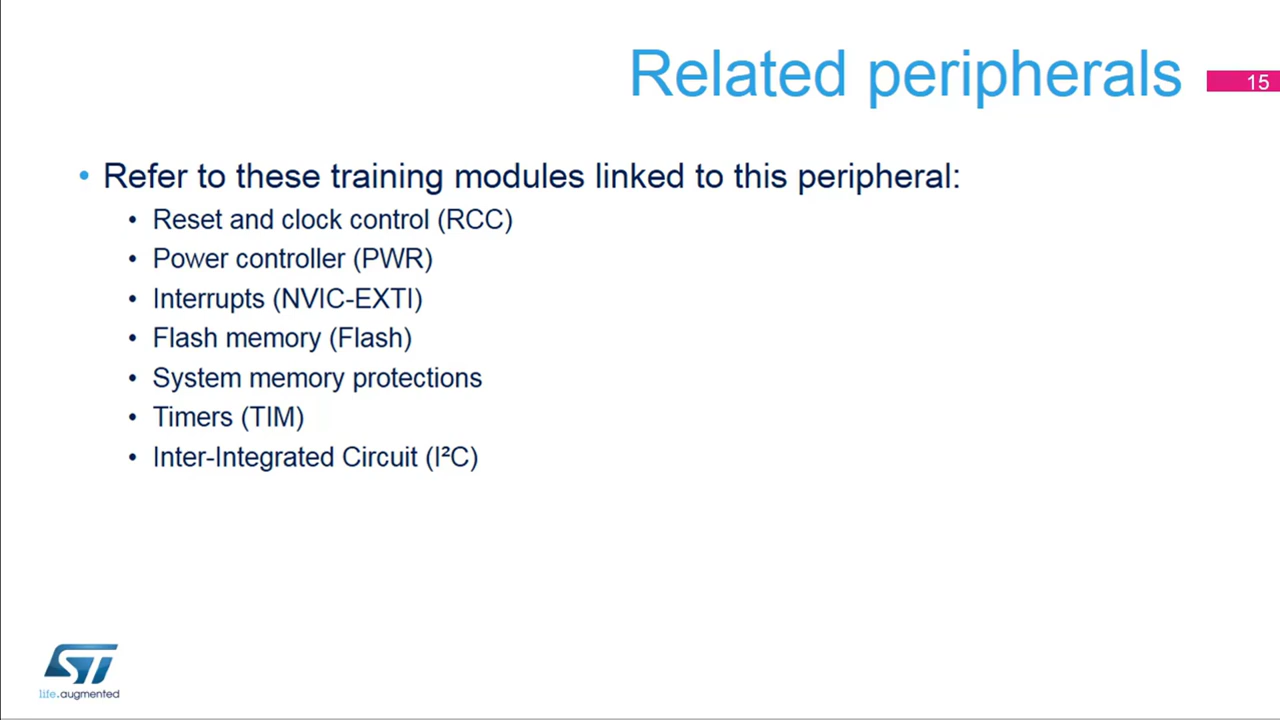 Related peripherals
15
• Refer to these training modules linked to this peripheral:
• Reset and clock control (RCC)
• Power controller (PWR)
• Interrupts (NVIC-EXTI)
• Flash memory (Flash)
• System memory protections
• Timers (TIM)
• Inter-Integrated Circuit (I²C)
ST
life.augmented